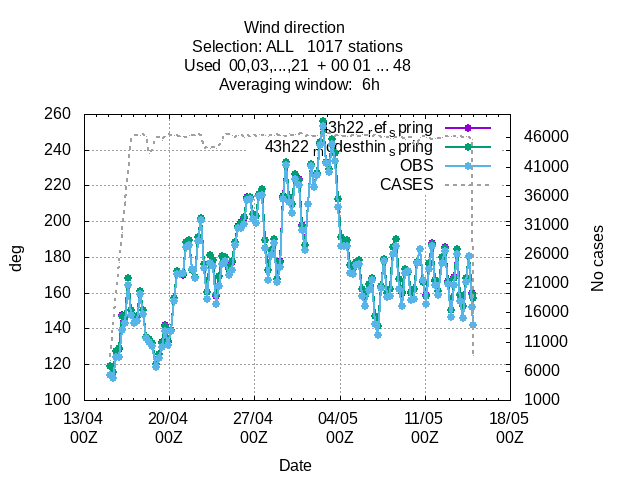 Wind direction
Selection: ALL   1017 stations
Used  00,03,...,21  + 00 01 ... 48
Averaging window:  6h
260
240
220
200
180
160
140
120
100
deg
43h22_ref_spring
43h22_modesthin_spring
OBS
CASES
46000
41000
36000
31000
26000
21000
16000
11000
6000
1000
No cases
13/04 20/04 27/04 04/05 11/05 18/05
00Z 00Z 00Z 00Z 00Z 00Z
Date